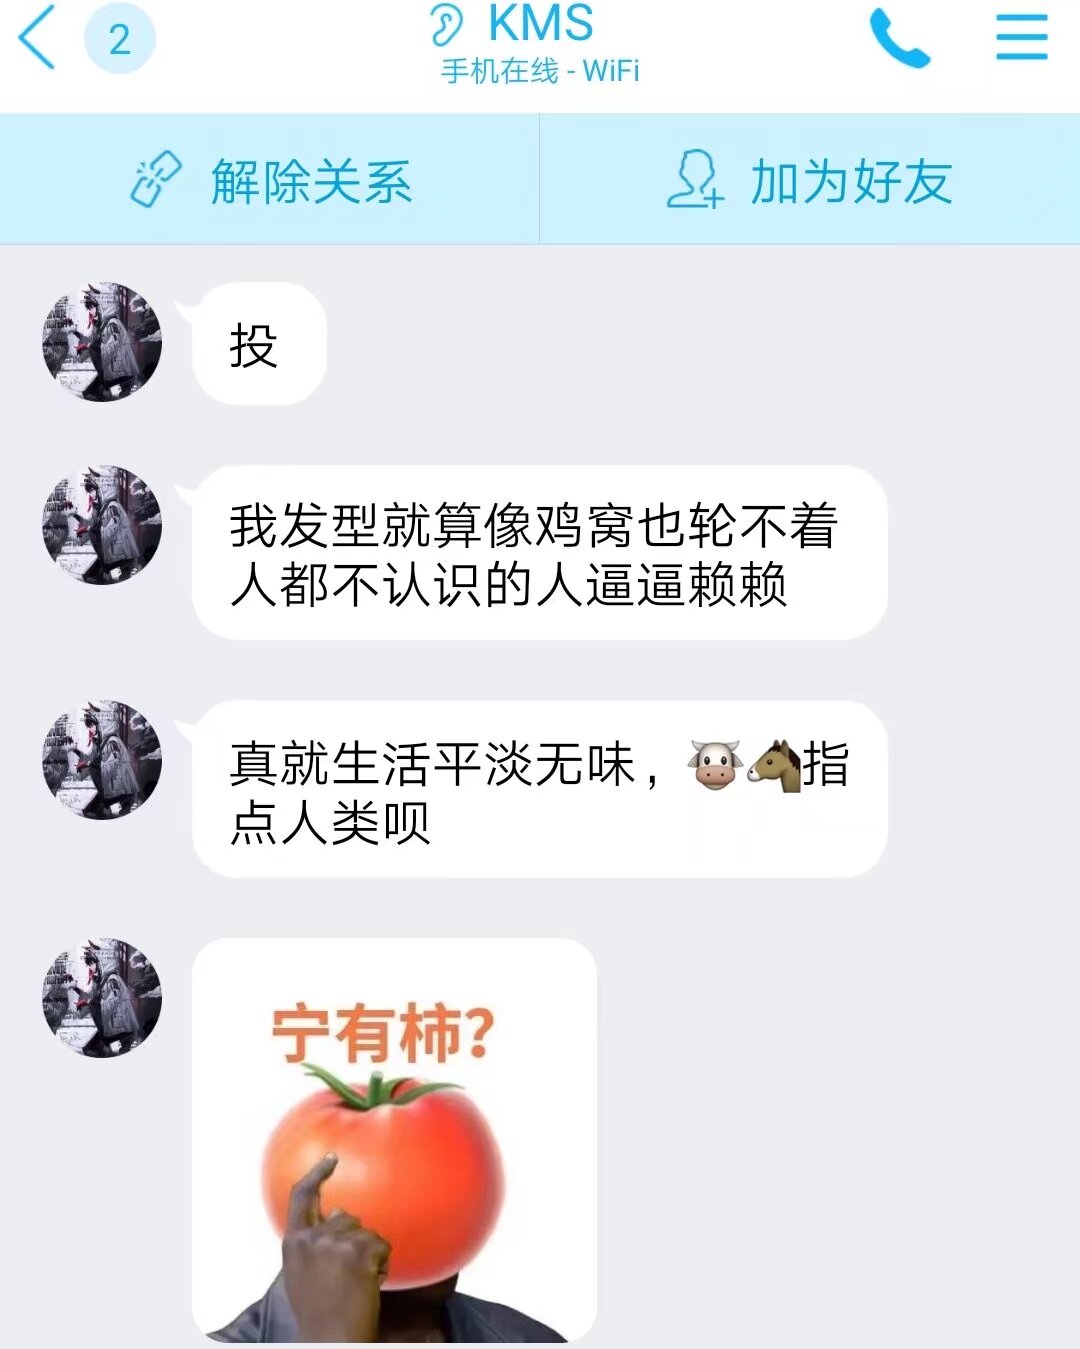 2
KMS
手机在线 - WiFi
解除关系
加为好友
投
我发型就算像鸡窝也轮不着
人都不认识的人逼逼赖赖
真就生活平淡无味，🐮🐴指
点人类呗
宁有柿?